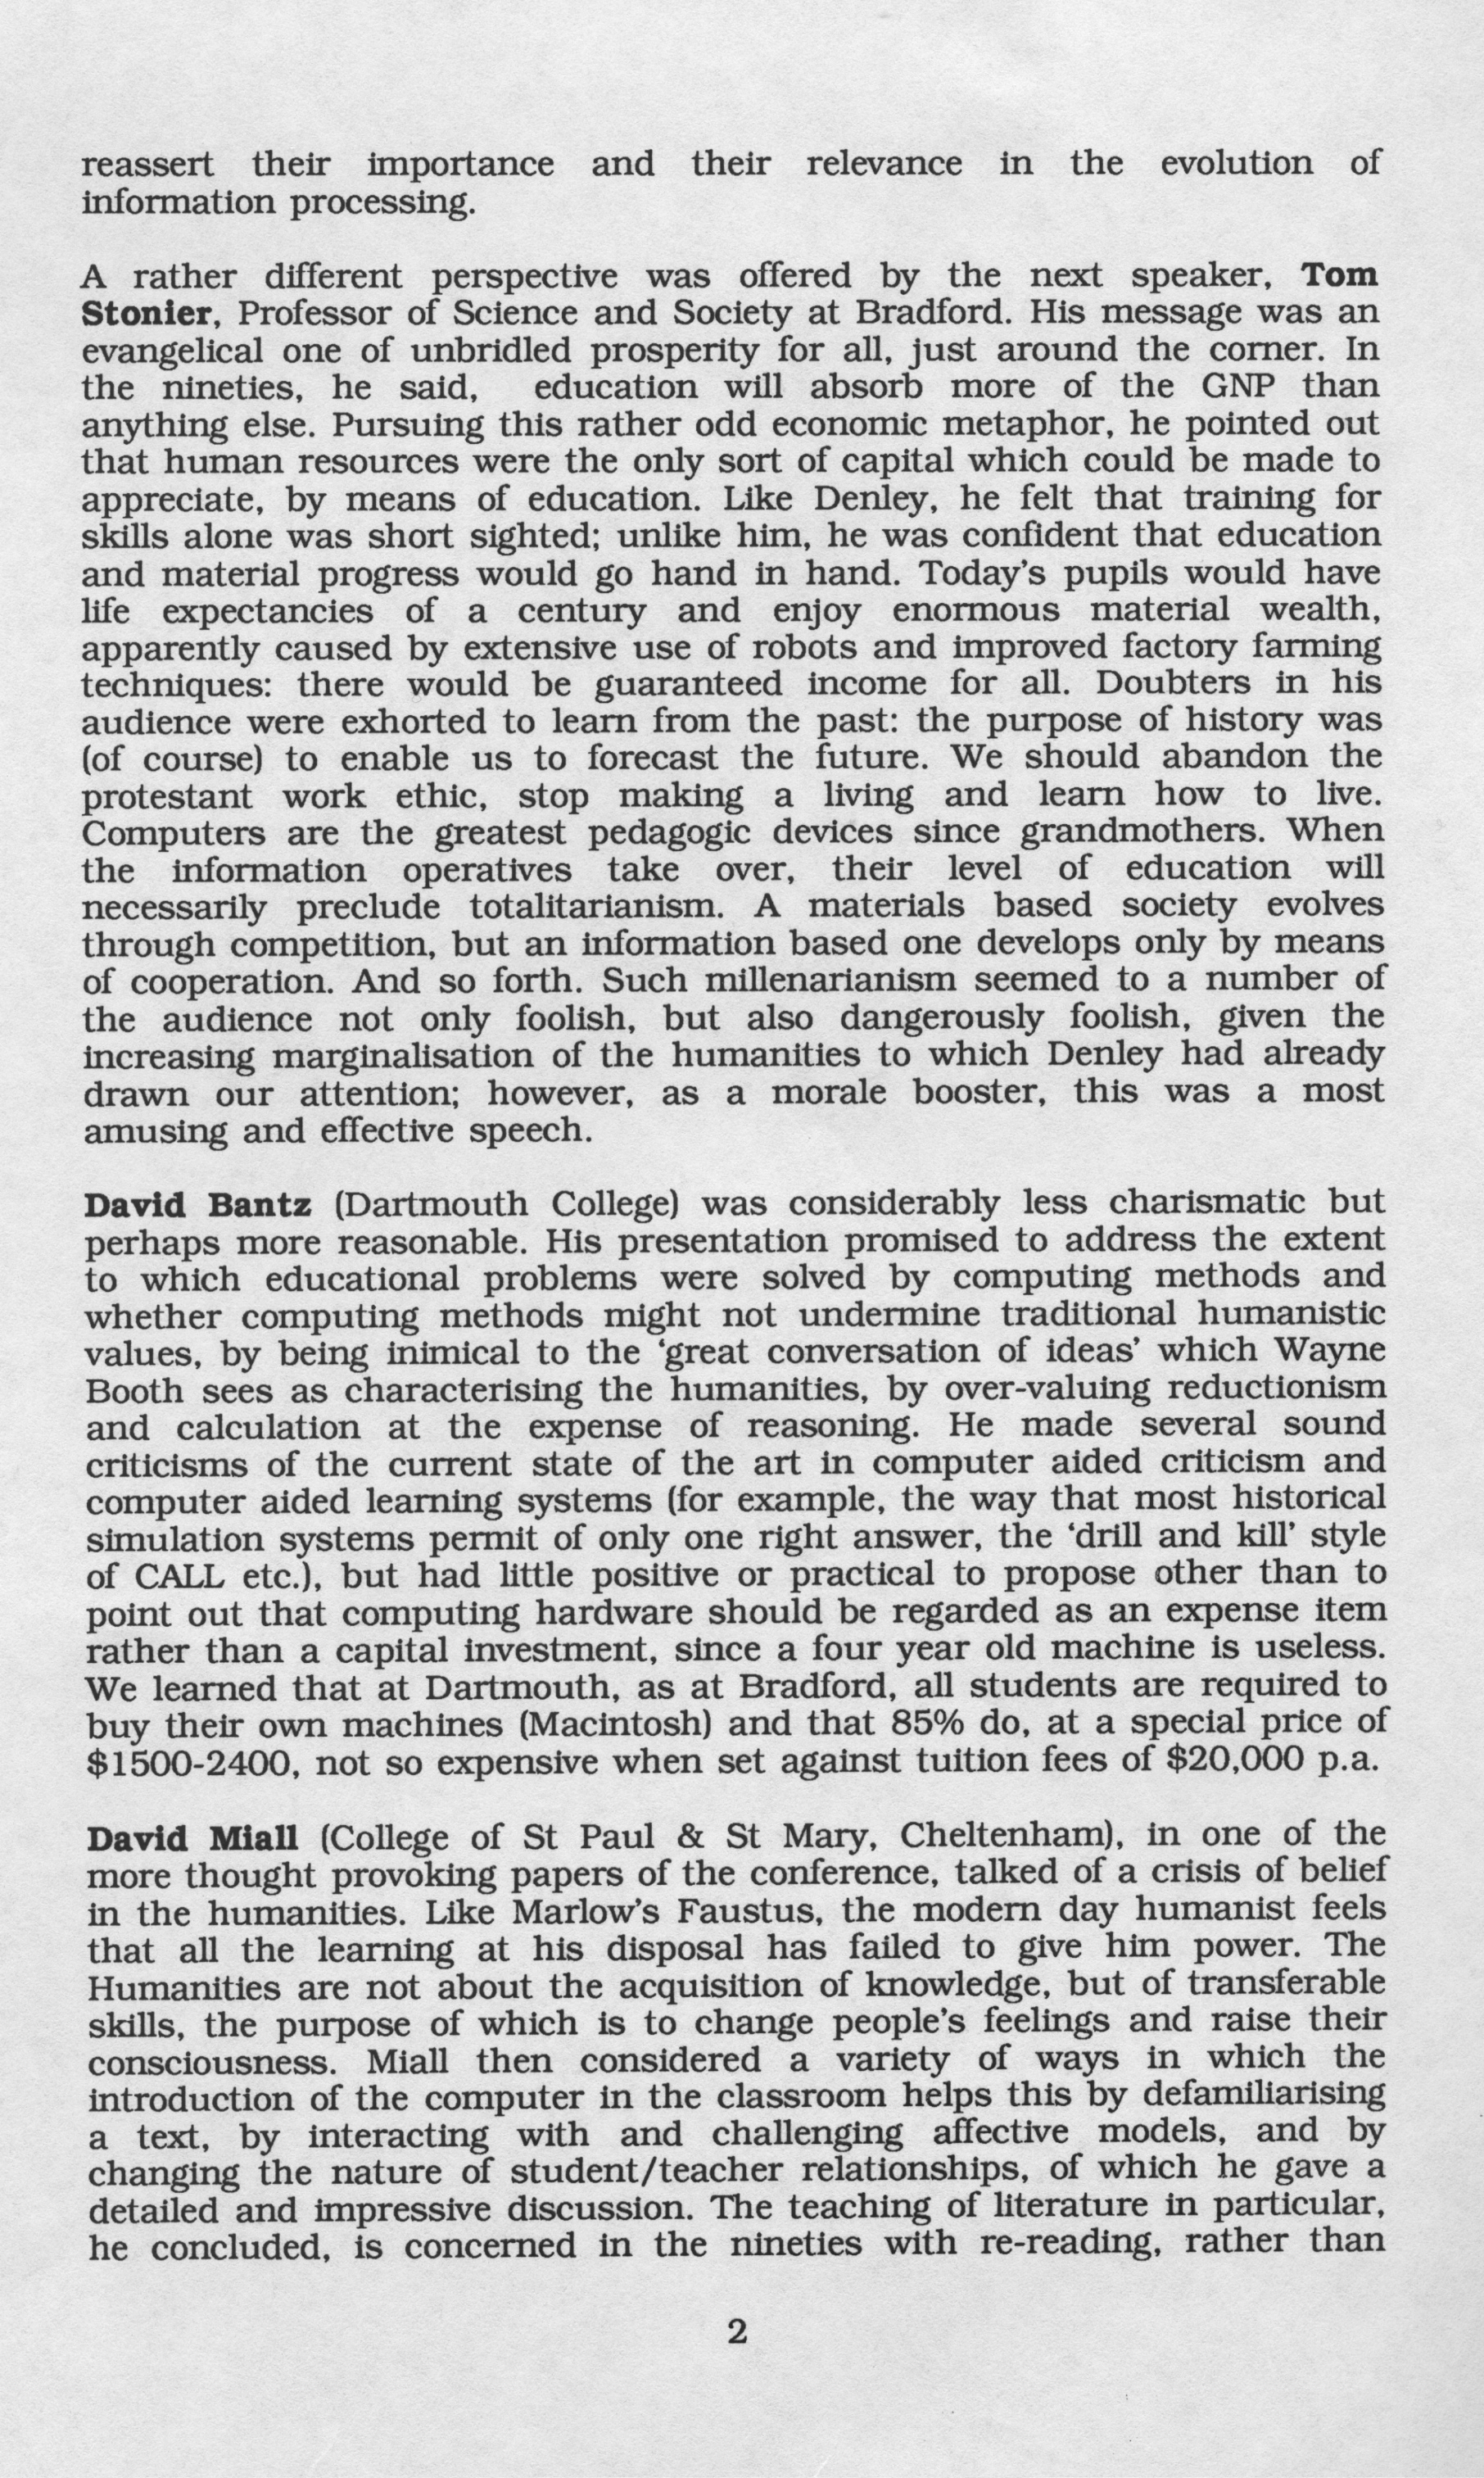 reassert their importance and their relevance in the evolution of
information processing.
A rather different perspective was offered by the next speaker, Tom
Stonier, Professor of Science and Society at Bradford. His message was an
evangelical one of unbridled prosperity for all, just around the corner. In
the nineties, he said, education will absorb more of the GNP than
anything else. Pursuing this rather odd economic metaphor, he pointed out
that human resources were the only sort of capital which could be made to
appreciate, by means of education. Like Denley, he felt that training for
skills alone was short sighted; unlike him, he was confident that education
and material progress would go hand in hand. Today's pupils would have
life expectancies of a century and enjoy enormous material wealth,
apparently caused by extensive use of robots and improved factory farming
techniques: there would be guaranteed income for all. Doubters in his
audience were exhorted to learn from the past: the purpose of history was
(of course) to enable us to forecast the future. We should abandon the
protestant work ethic, stop making a living and learn how to live.
Computers are the greatest pedagogic devices since grandmothers. When
the information operatives take over, their level of education will
necessarily preclude totalitarianism. A materials based society evolves
through competition, but an information based one develops only by means
of cooperation. And so forth. Such millenarianism seemed to a number of
the audience not only foolish, but also dangerously foolish, given the
increasing marginalisation of the humanities to which Denley had already
drawn our attention; however, as a morale booster, this was a most
amusing and effective speech.
David Bantz (Dartmouth College) was considerably less charismatic but
perhaps more reasonable. His presentation promised to address the extent
to which educational problems were solved by computing methods and
whether computing methods might not undermine traditional humanistic
values, by being inimical to the 'great conversation of ideas' which Wayne
Booth sees as characterising the humanities, by over-valuing reductionism
and calculation at the expense of reasoning. He made several sound
criticisms of the current state of the art in computer aided criticism and
computer aided learning systems (for example, the way that most historical
simulation systems permit of only one right answer, the 'drill and kill' style
of CALL etc.), but had little positive or practical to propose other than to
point out that computing hardware should be regarded as an expense item
rather than a capital investment, since a four year old machine is useless.
We learned that at Dartmouth, as at Bradford, all students are required to
buy their own machines (Macintosh) and that 85% do, at a special price of
$1500-2400, not so expensive when set against tuition fees of $20,000 p.a.
David Miall (College of St Paul & St Mary, Cheltenham), in one of the
more thought provoking papers of the conference, talked of a crisis of belief
in the humanities. Like Marlow's Faustus, the modern day humanist feels
that all the learning at his disposal has failed to give him power. The
Humanities are not about the acquisition of knowledge, but of transferable
skills, the purpose of which is to change people's feelings and raise their
consciousness. Miall then considered a variety of ways in which the
introduction of the computer in the classroom helps this by defamiliarising
a text, by interacting with and challenging affective models, and by
changing the nature of student/teacher relationships, of which he gave a
detailed and impressive discussion. The teaching of literature in particular,
he concluded, is concerned in the nineties with re-reading, rather than
2